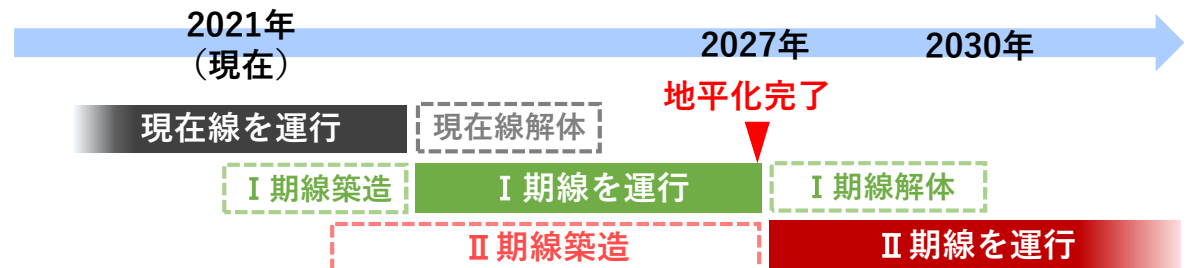 2021年
（現在）
2027年
2030年
地平化完了
現在線を運行
現在線解体
Ⅰ期線築造
Ⅰ期線を運行
Ⅰ期線解体
Ⅱ期線築造
Ⅱ期線を運行